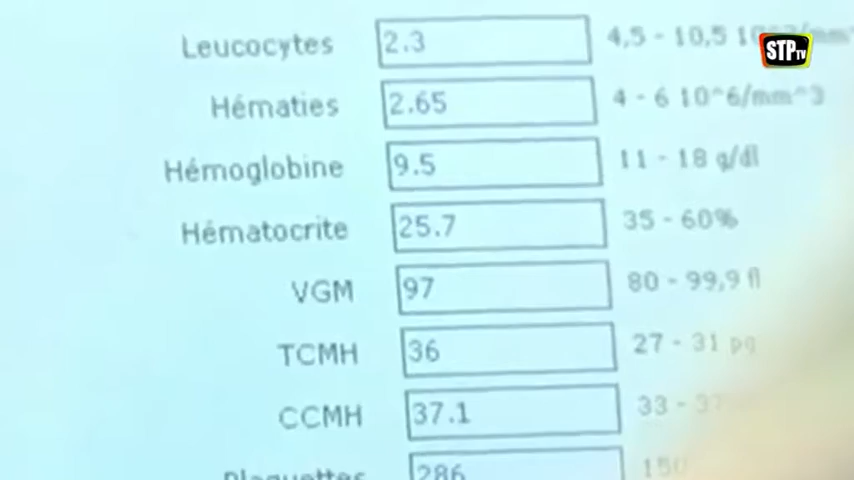 Leucocytes 2.3 4,5 - 10,5
STPTV
Hématies 2.65 4 - 6 10^6/mm^3
Hémoglobine 9.5 11 - 18 g/dl
Hématocrite 25.7 35 - 60%
VGM 97 80 - 99,9 fl
TCMH 36 27 - 31 pg
CCMH 37.1 33 -
Plaquettes 286 150